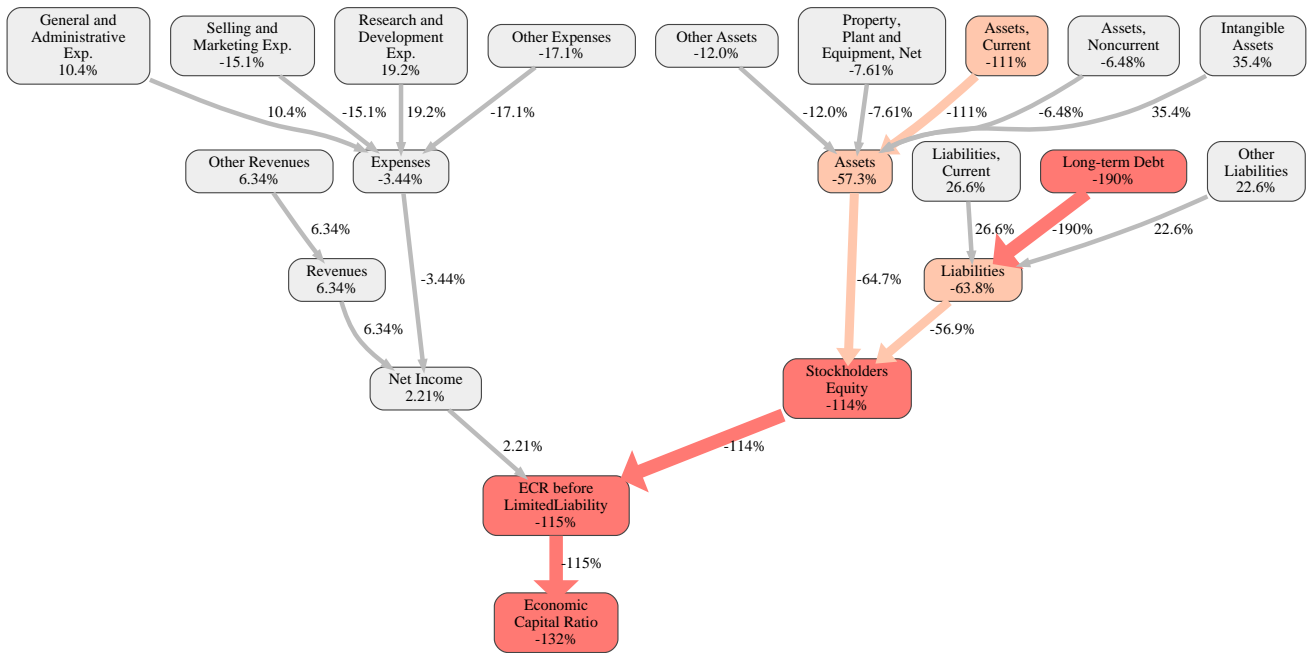 General and
Administrative
Exp.
10.4%
Selling and
Marketing Exp.
-15.1%
Research and
Development
Exp.
19.2%
Other Expenses
-17.1%
Other Assets
-12.0%
Property,
Plant and
Equipment, Net
-7.61%
Assets,
Current
-111%
Assets,
Noncurrent
-6.48%
Intangible
Assets
35.4%
10.4%
-15.1%
19.2%
-17.1%
-12.0%
-7.61%
-111%
-6.48%
35.4%
Other Revenues
6.34%
Expenses
-3.44%
Assets
-57.3%
Liabilities,
Current
26.6%
Long-term Debt
-190%
Other
Liabilities
22.6%
6.34%
26.6%
-190%
22.6%
Revenues
6.34%
-3.44%
-64.7%
Liabilities
-63.8%
6.34%
-56.9%
Net Income
2.21%
Stockholders
Equity
-114%
2.21%
-114%
ECR before
LimitedLiability
-115%
-115%
Economic
Capital Ratio
-132%